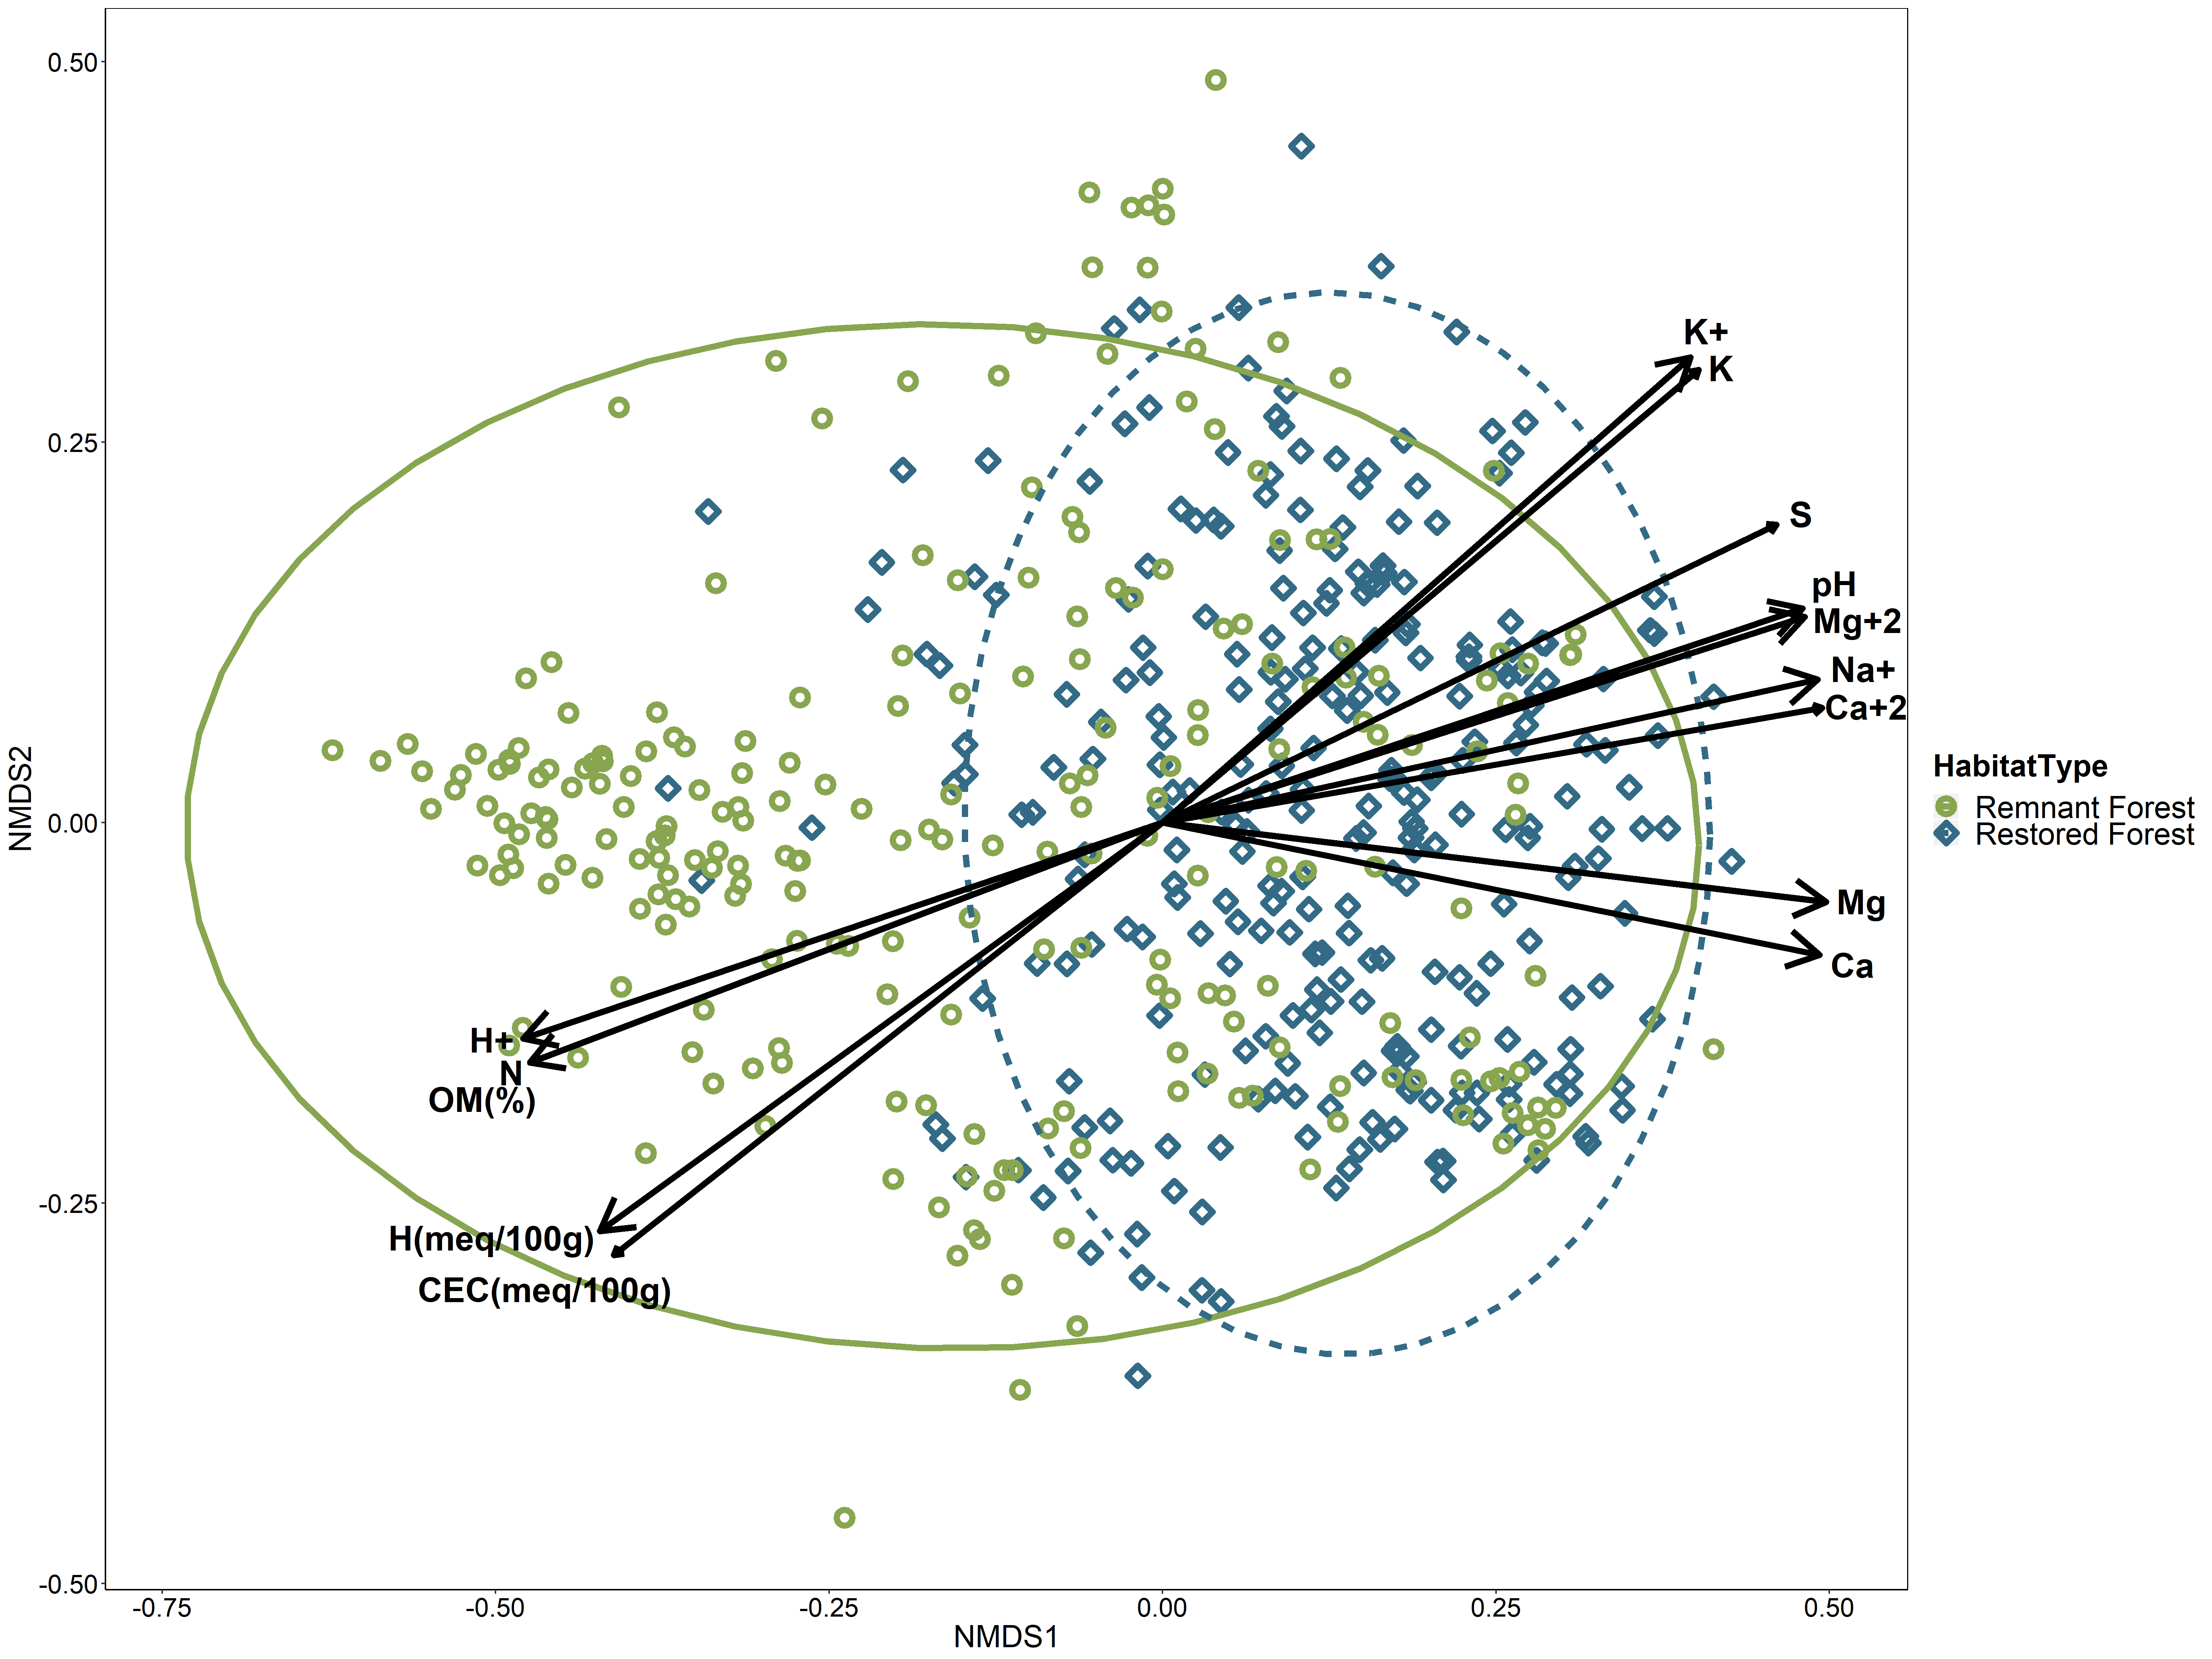 0.50
0.25
0.00
-0.25
-0.50
NMDS2
K+
K
S
pH
Mg+2
Na+
Ca+2
Mg
Ca
H+
N
OM(%)
H(meq/100g)
CEC(meq/100g)
-0.75
-0.50
-0.25
0.00
0.25
0.50
NMDS1
HabitatType
Remnant Forest
Restored Forest